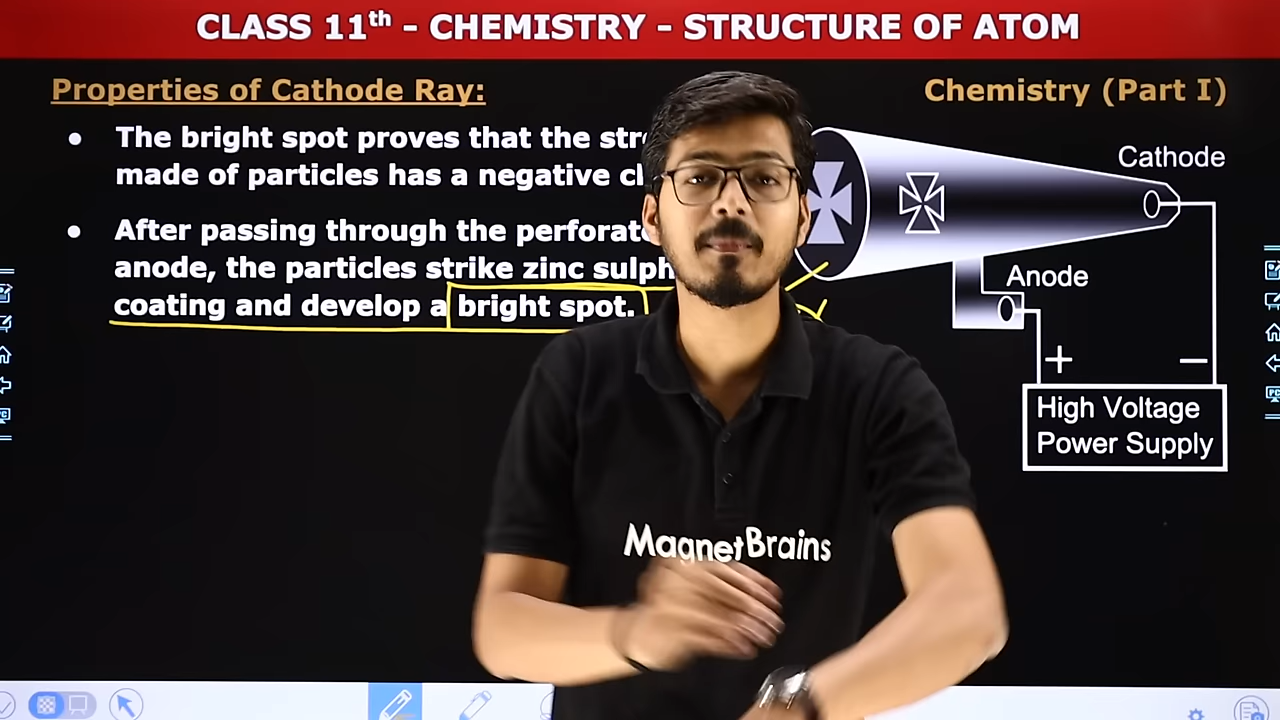 CLASS 11th - CHEMISTRY - STRUCTURE OF ATOM
Properties of Cathode Ray:
Chemistry (Part I)
• The bright spot proves that the
made of particles has a negative
• After passing through the
anode, the particles strike zinc
coating and develop a bright spot.
Cathode
Anode
+ −
High Voltage
Power Supply
MagnetBrains